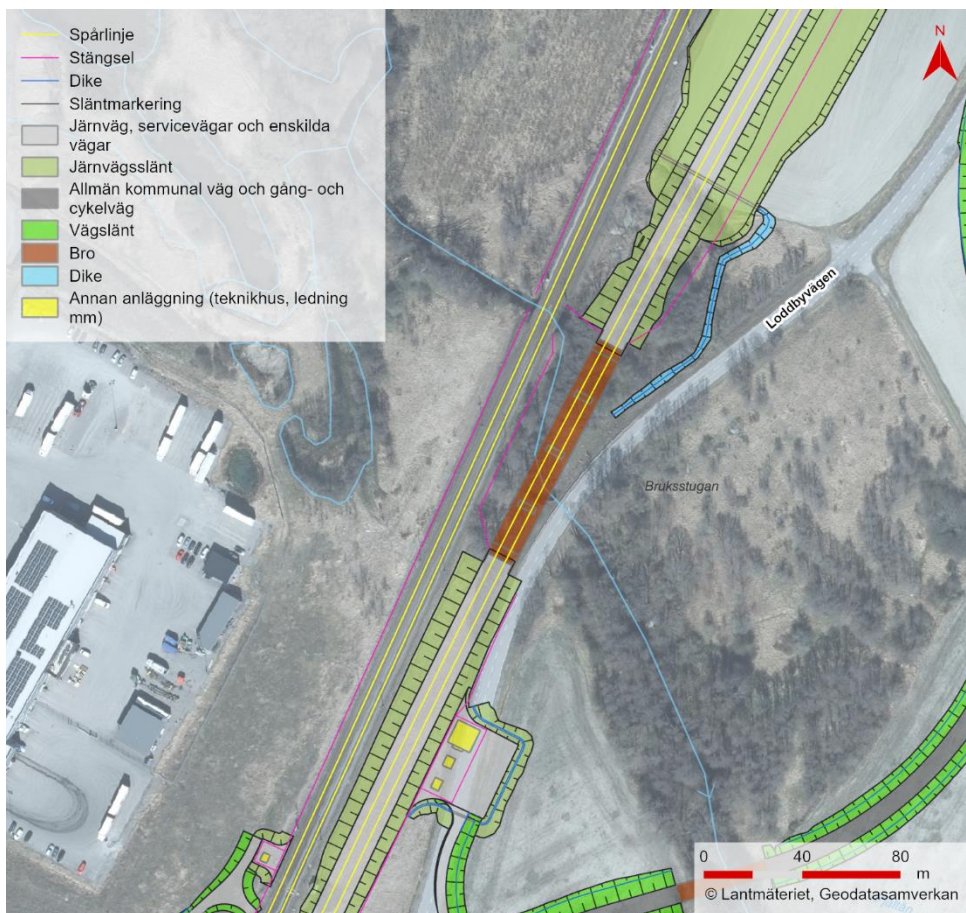 Spårlinje
Stängsel
Dike
Släntmarkering
Järnväg, servicevägar och enskilda
vägar
Järnvägsslänt
Allmän kommunal väg och gång- och
cykelväg
Vägslänt
Bro
Dike
Annan anläggning (teknikhus, ledning
mm)
N
Loddbyvägen
Bruksstugan
0 40 80
m
© Lantmäteriet, Geodatasamverkan